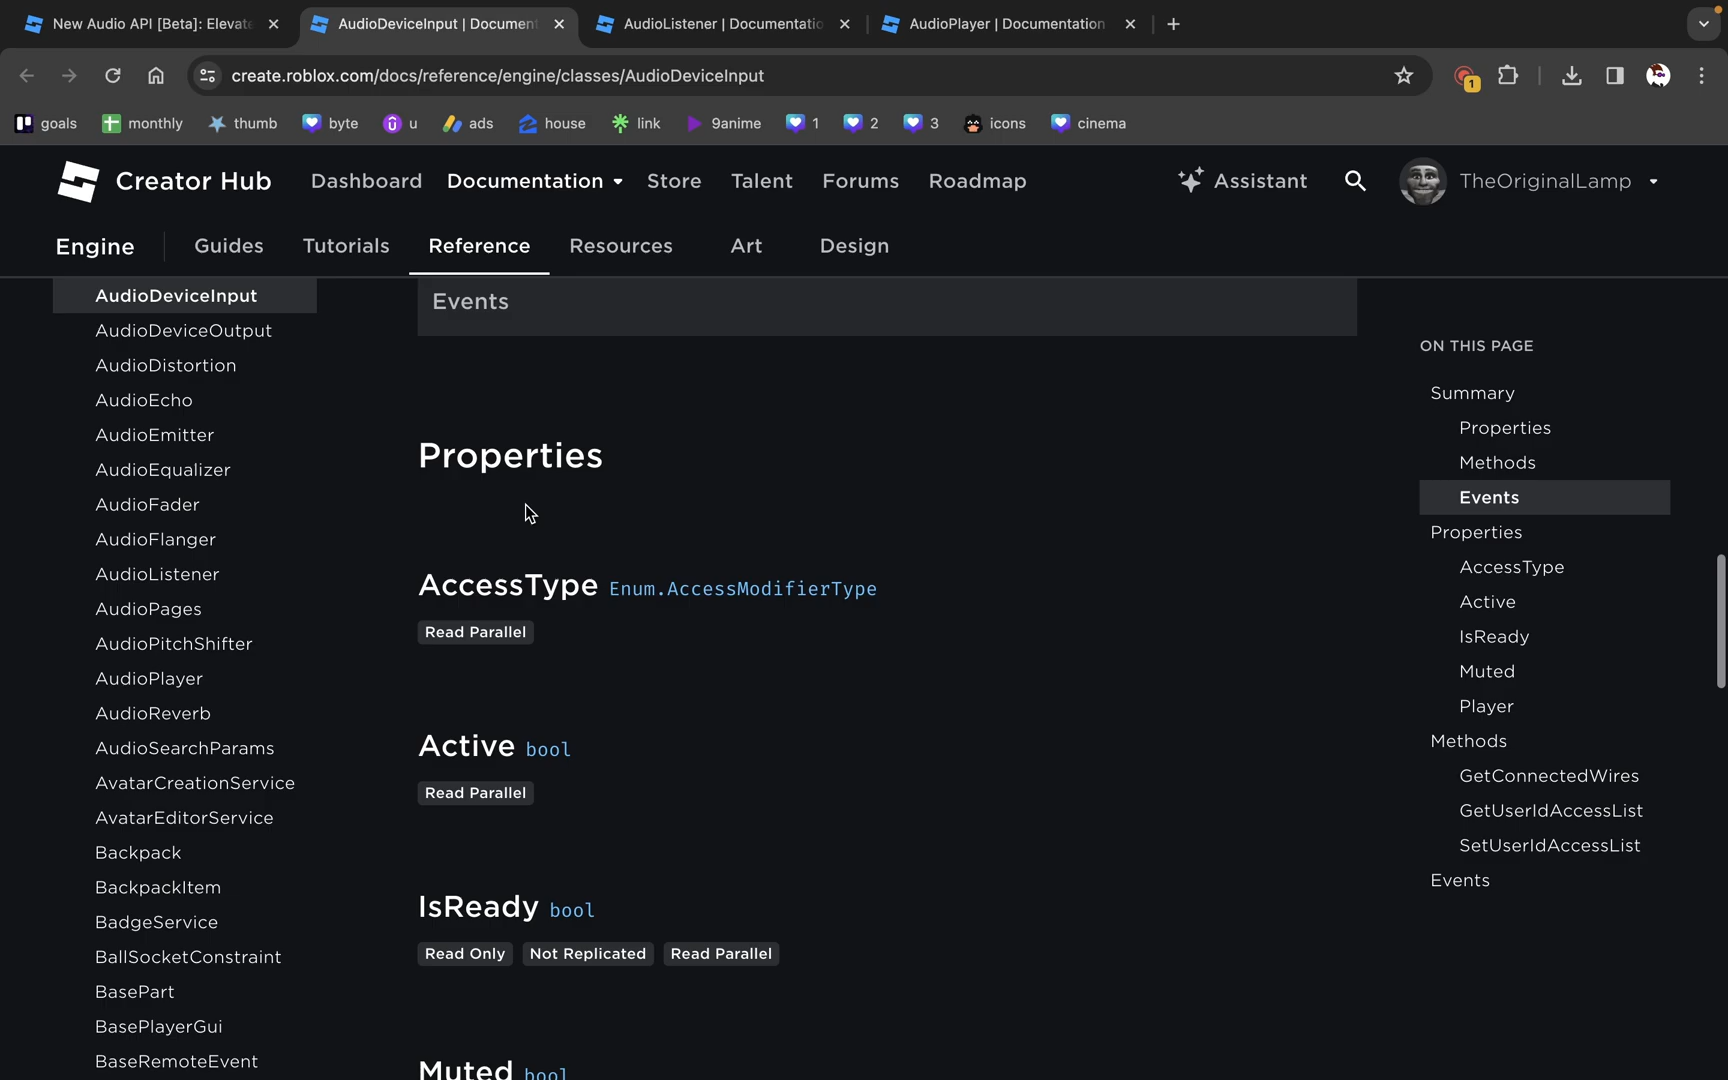 New Audio API [Beta]: Elevate
AudioDeviceInput | Document
AudioListener | Documentatio
AudioPlayer | Documentation
create.roblox.com/docs/reference/engine/classes/AudioDeviceInput
1
goals
monthly
thumb
byte
u
ads
house
link
9anime
1
2
3
icons
cinema
Creator Hub
Dashboard
Documentation
Store
Talent
Forums
Roadmap
Assistant
TheOriginalLamp
Engine
Guides
Tutorials
Reference
Resources
Art
Design
AudioDeviceInput
AudioDeviceOutput
AudioDistortion
AudioEcho
AudioEmitter
AudioEqualizer
AudioFader
AudioFlanger
AudioListener
AudioPages
AudioPitchShifter
AudioPlayer
AudioReverb
AudioSearchParams
AvatarCreationService
AvatarEditorService
Backpack
BackpackItem
BadgeService
BallSocketConstraint
BasePart
BasePlayerGui
BaseRemoteEvent
Events
Properties
AccessType Enum.AccessModifierType
Read Parallel
Active bool
Read Parallel
IsReady bool
Read Only Not Replicated Read Parallel
Muted bool
ON THIS PAGE
Summary
Properties
Methods
Events
Properties
AccessType
Active
IsReady
Muted
Player
Methods
GetConnectedWires
GetUserIdAccessList
SetUserIdAccessList
Events